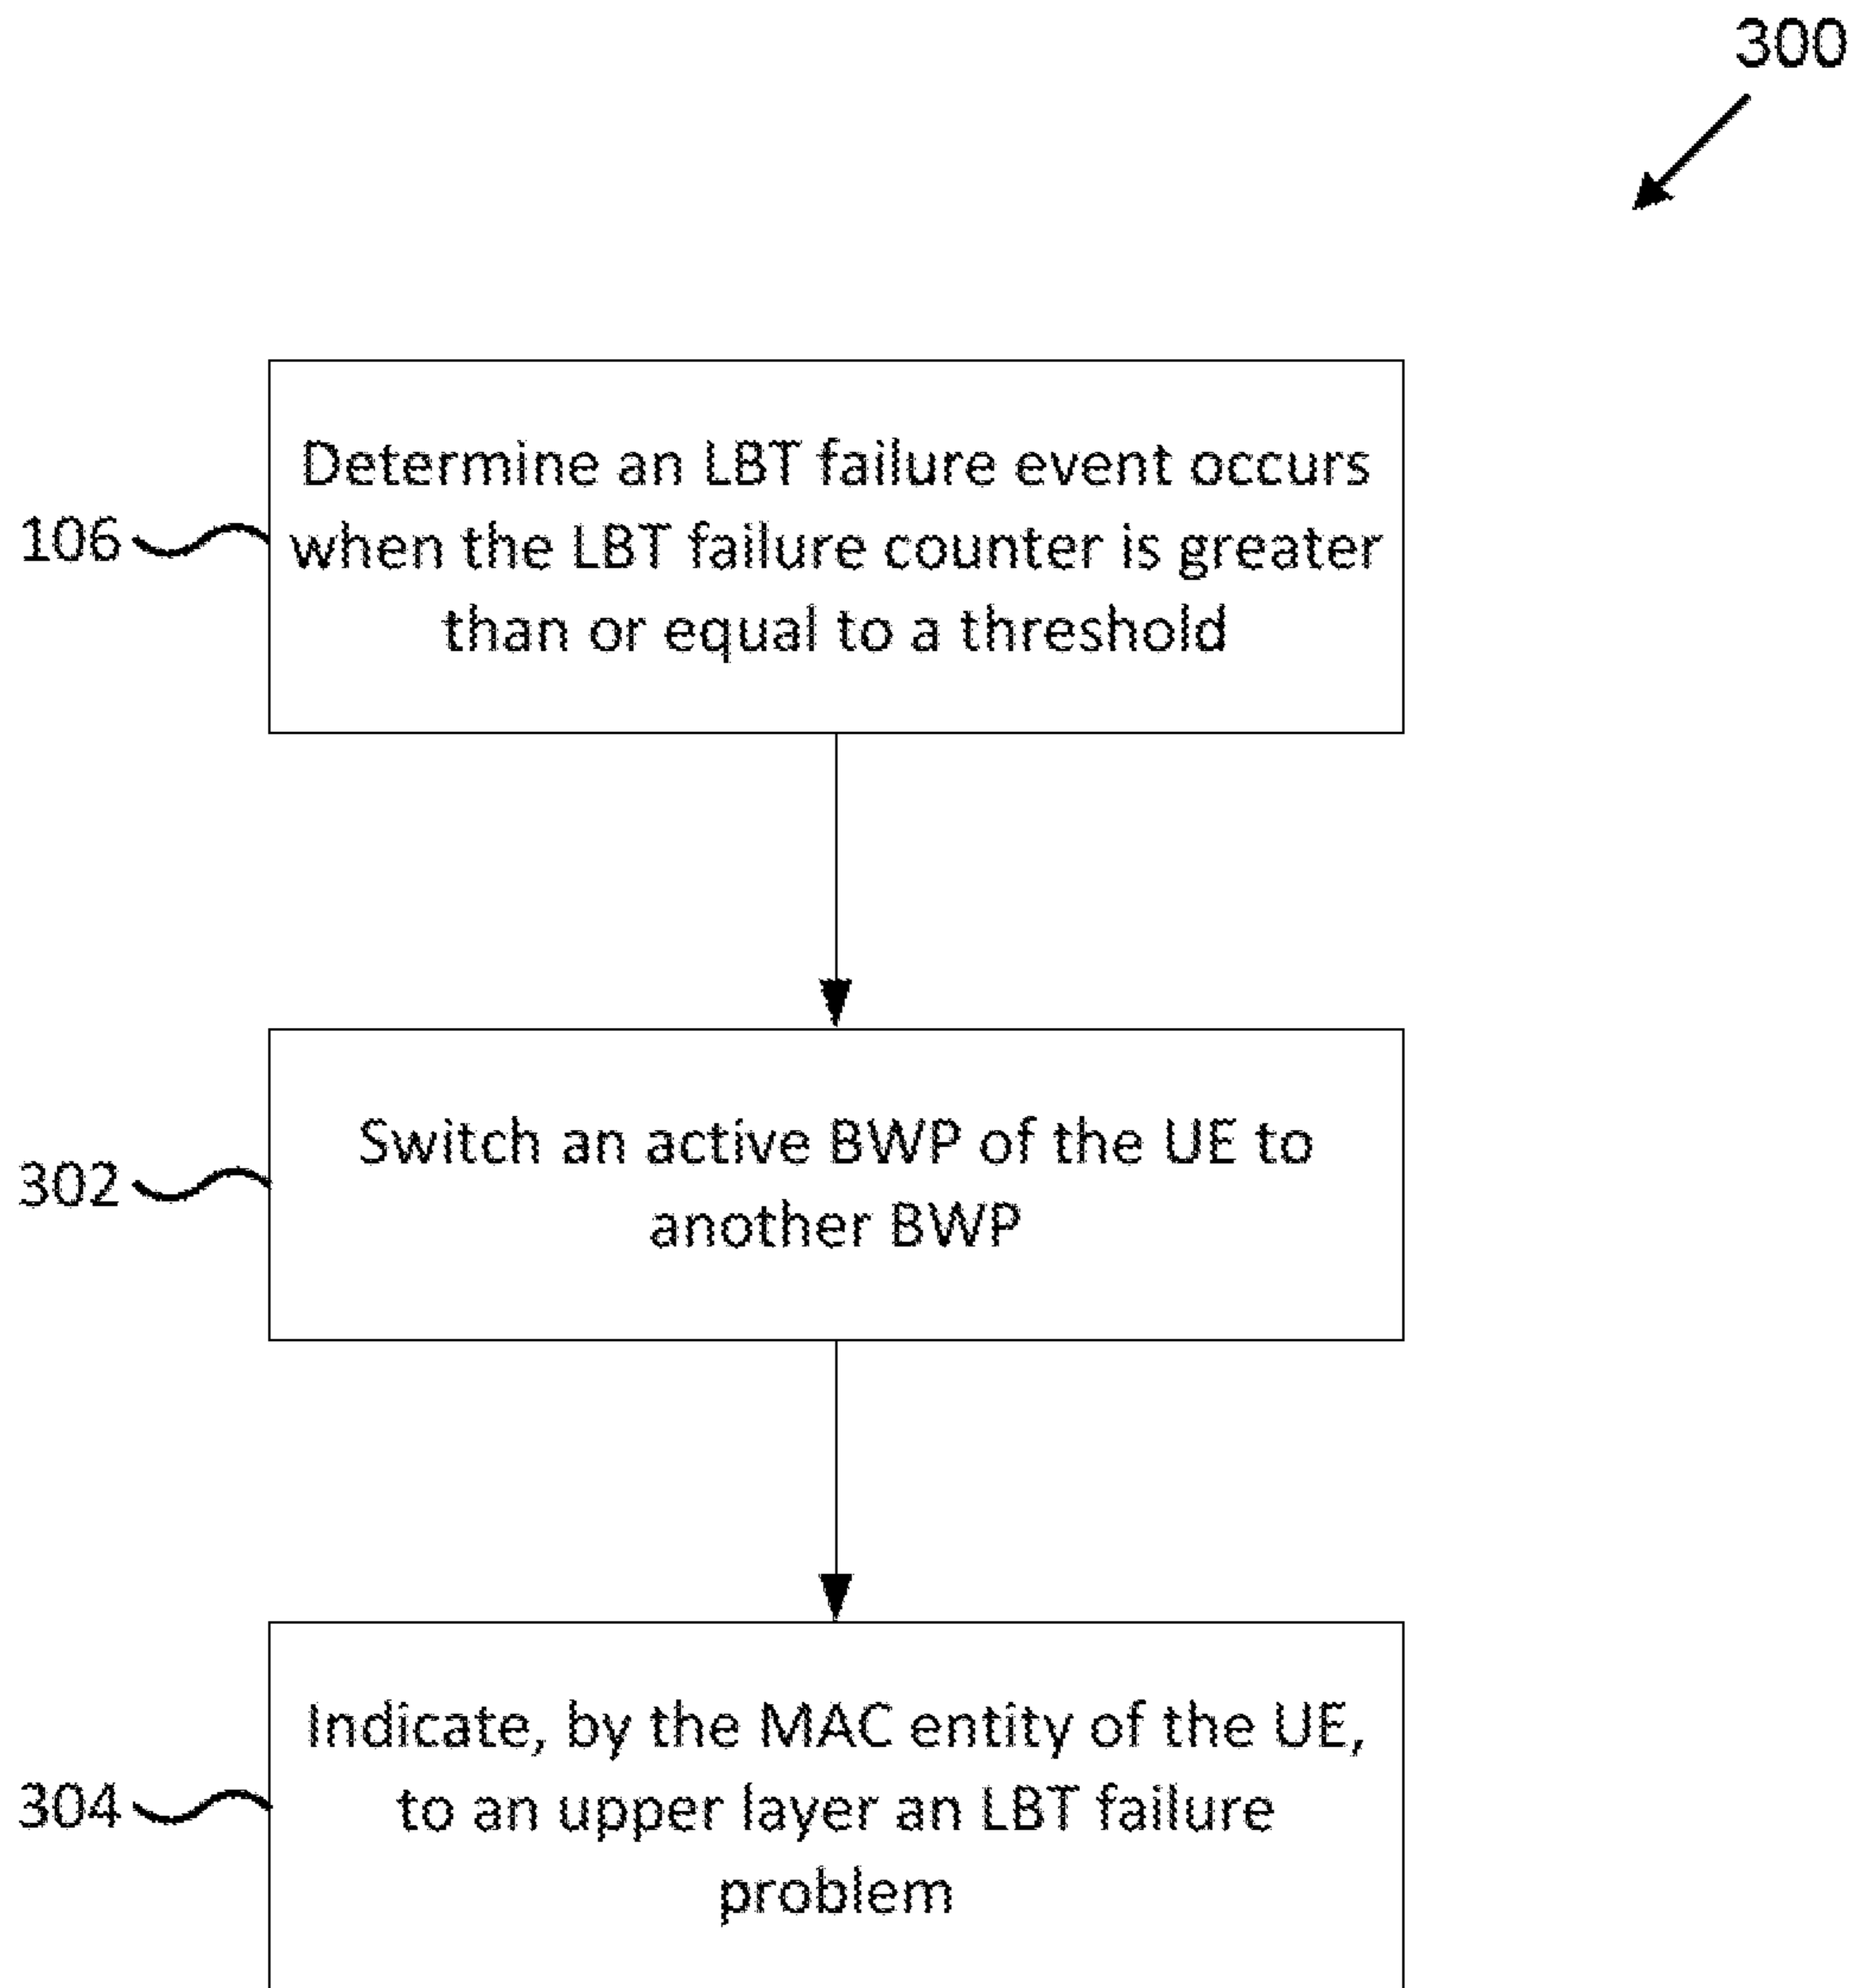 300
Determine an LBT failure event occurs
106
when the LBT failure counter is greater
than or equal to a threshold
Switch an active BWP of the UE to
302
another BWP
Indicate, by the MAC entity of the UE,
304
to an upper layer an LBT failure
problem